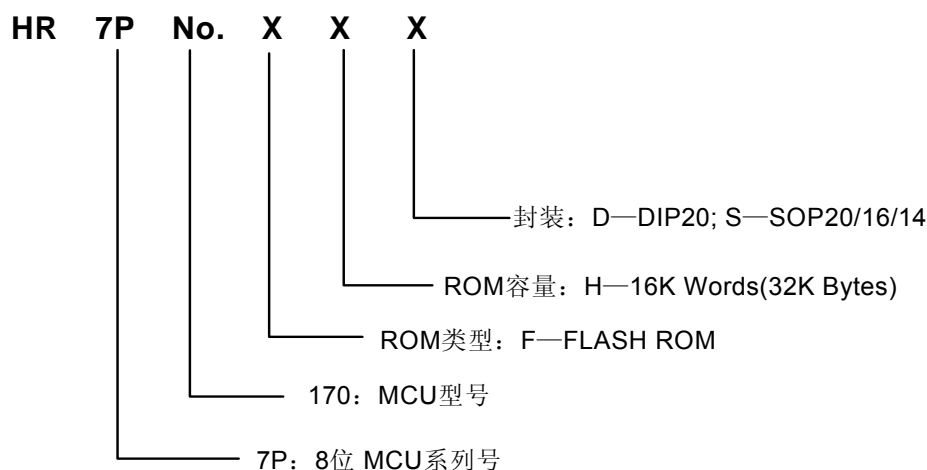 HR 7P No. X X X
封装：D—DIP20; S—SOP20/16/14
ROM容量：H—16K Words(32K Bytes)
ROM类型：F—FLASH ROM
170：MCU型号
7P：8位 MCU系列号